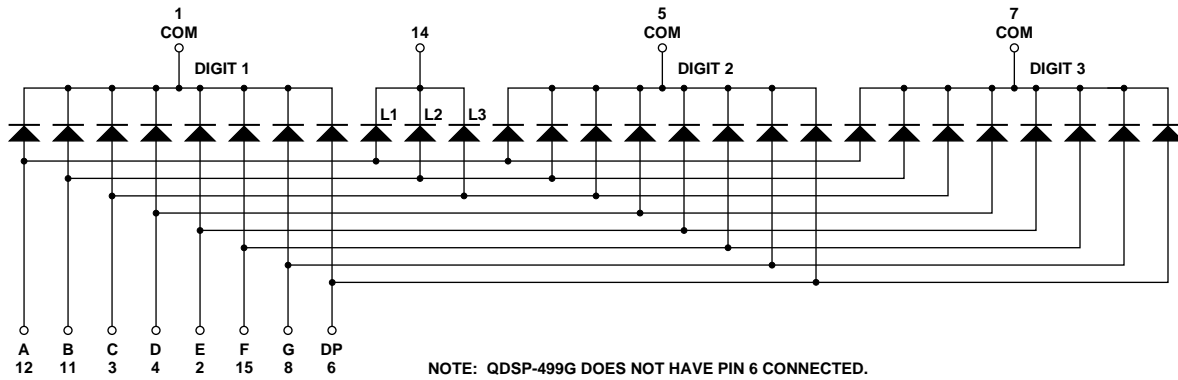 1 5 7
COM 14 COM COM
DIGIT 1 DIGIT 2 DIGIT 3
L1 L2 L3
A B C D E F G DP
12 11 3 4 2 15 8 6 NOTE: QDSP-499G DOES NOT HAVE PIN 6 CONNECTED.